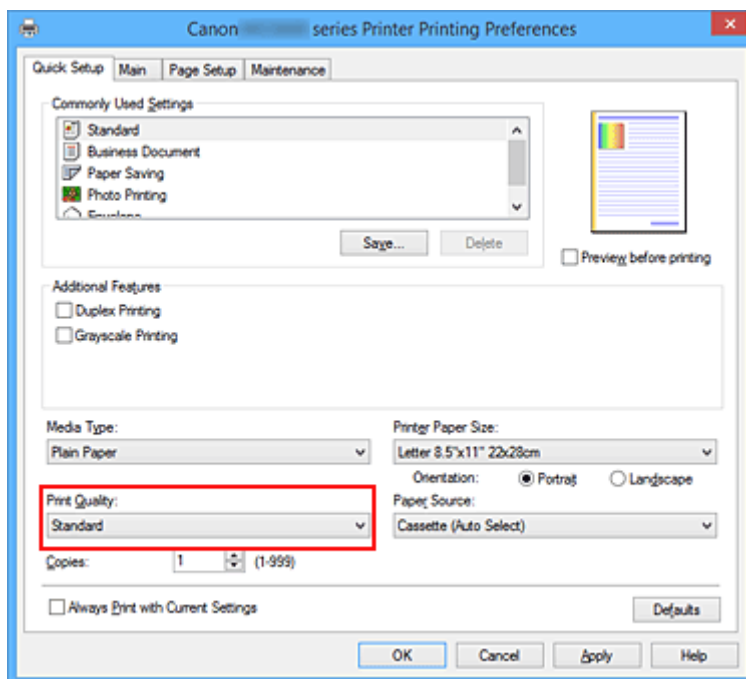 Canon series Printer Printing Preferences
Quick Setup Main Page Setup Maintenance
Commonly Used Settings
Standard
Business Document
Paper Saving
Photo Printing
Envelope
Save... Delete
Preview before printing
Additional Features
Duplex Printing
Grayscale Printing
Media Type:
Plain Paper
Printer Paper Size:
Letter 8.5"x11" 22x28cm
Orientation: Portrait Landscape
Print Quality:
Standard
Paper Source:
Cassette (Auto Select)
Copies: 1 (1-999)
Always Print with Current Settings
Defaults
OK Cancel Apply Help